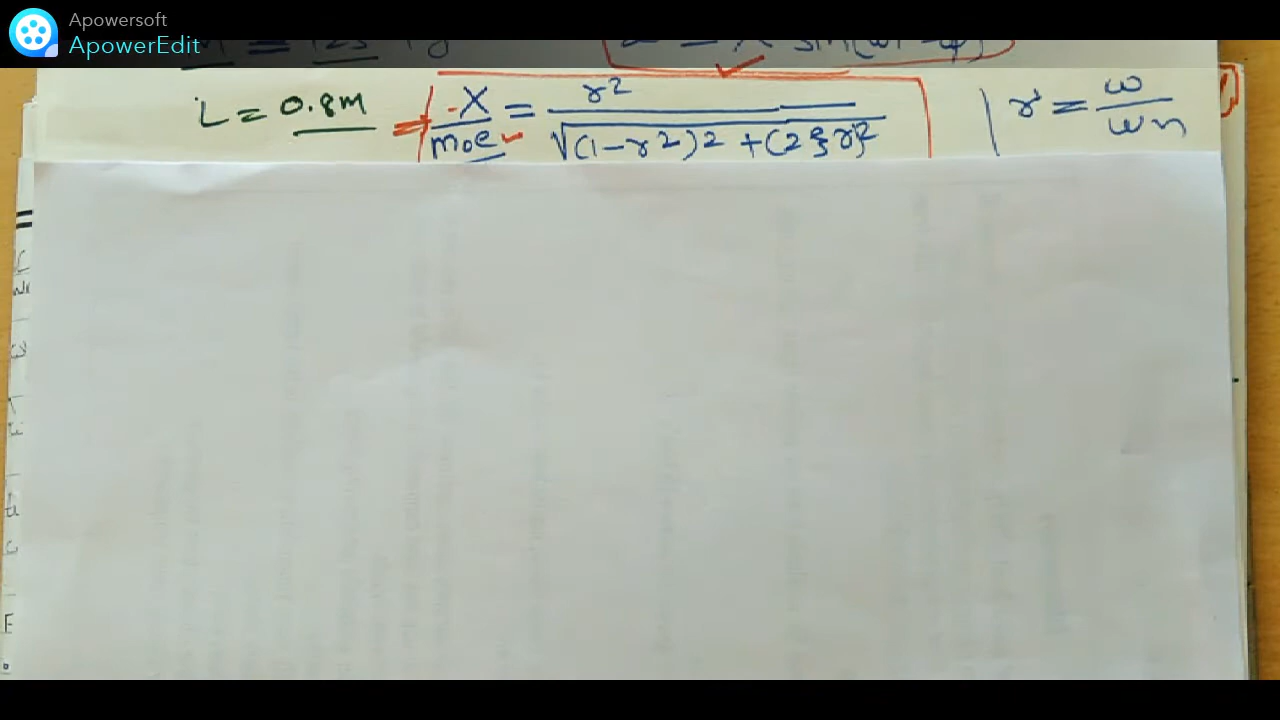 Apowersoft
ApowerEdit
L = 0.8m ⇒ X / m₀e = r² / √((1-r²)² + (2ξr)²) | r = ω / ωn